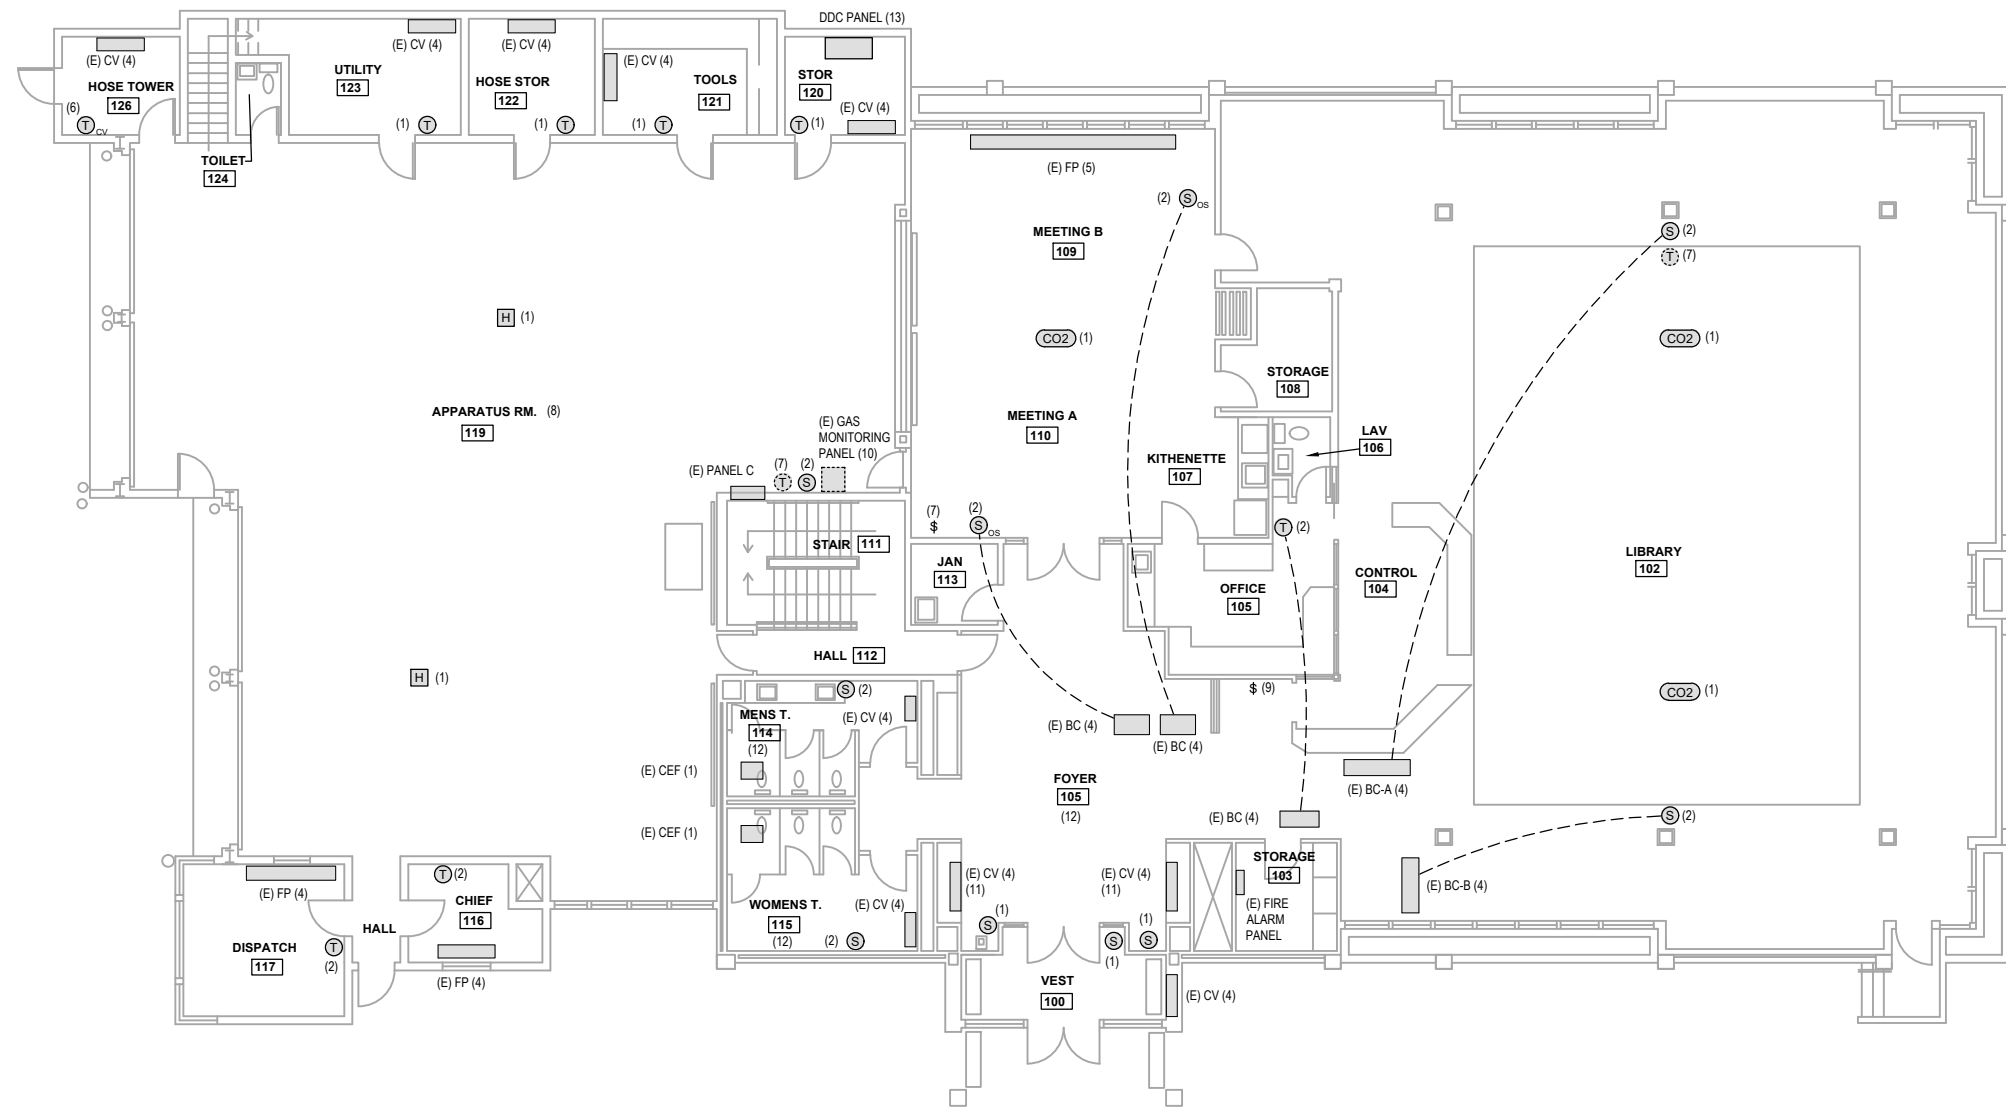 DDC PANEL (13)
(E) CV (4)
HOSE TOWER
126
(6)
T
CV
TOILET
124
UTILITY
123
(E) CV (4)
(1)
T
(E) CV (4)
HOSE STOR
122
(1)
T
(E) CV (4)
TOOLS
121
(1)
T
STOR
120
(E) CV (4)
T
(1)
(E) FP (5)
(2)
S
OS
MEETING B
109
CO2
(1)
MEETING A
110
H
(1)
APPARATUS RM.
(8)
119
(E) GAS
MONITORING
PANEL (10)
(E) PANEL C
(7)
T
(2)
S
STORAGE
108
LAV
106
KITHENETTE
107
S
(2)
T
(7)
CO2
(1)
LIBRARY
102
CO2
(1)
S
(2)
STAIR
111
(7)
$
(2)
S
OS
JAN
113
T
(2)
OFFICE
105
CONTROL
104
HALL
112
H
(1)
S
(2)
MENS T.
114
(12)
(E) CV (4)
(E) CEF (1)
(E) CEF (1)
$
(9)
(E) BC (4)
(E) BC (4)
(E) BC-A (4)
FOYER
105
(12)
(E) BC (4)
(E) BC-B (4)
(E) FP (4)
T
(2)
CHIEF
116
HALL
DISPATCH
117
T
(2)
(E) FP (4)
WOMENS T.
115
(12)
(E) CV (4)
(2)
S
(E) CV (4)
(11)
(1)
S
(E) CV (4)
(11)
S
(1)
(1)
S
STORAGE
103
(E) FIRE
ALARM
PANEL
VEST
100
(E) CV (4)